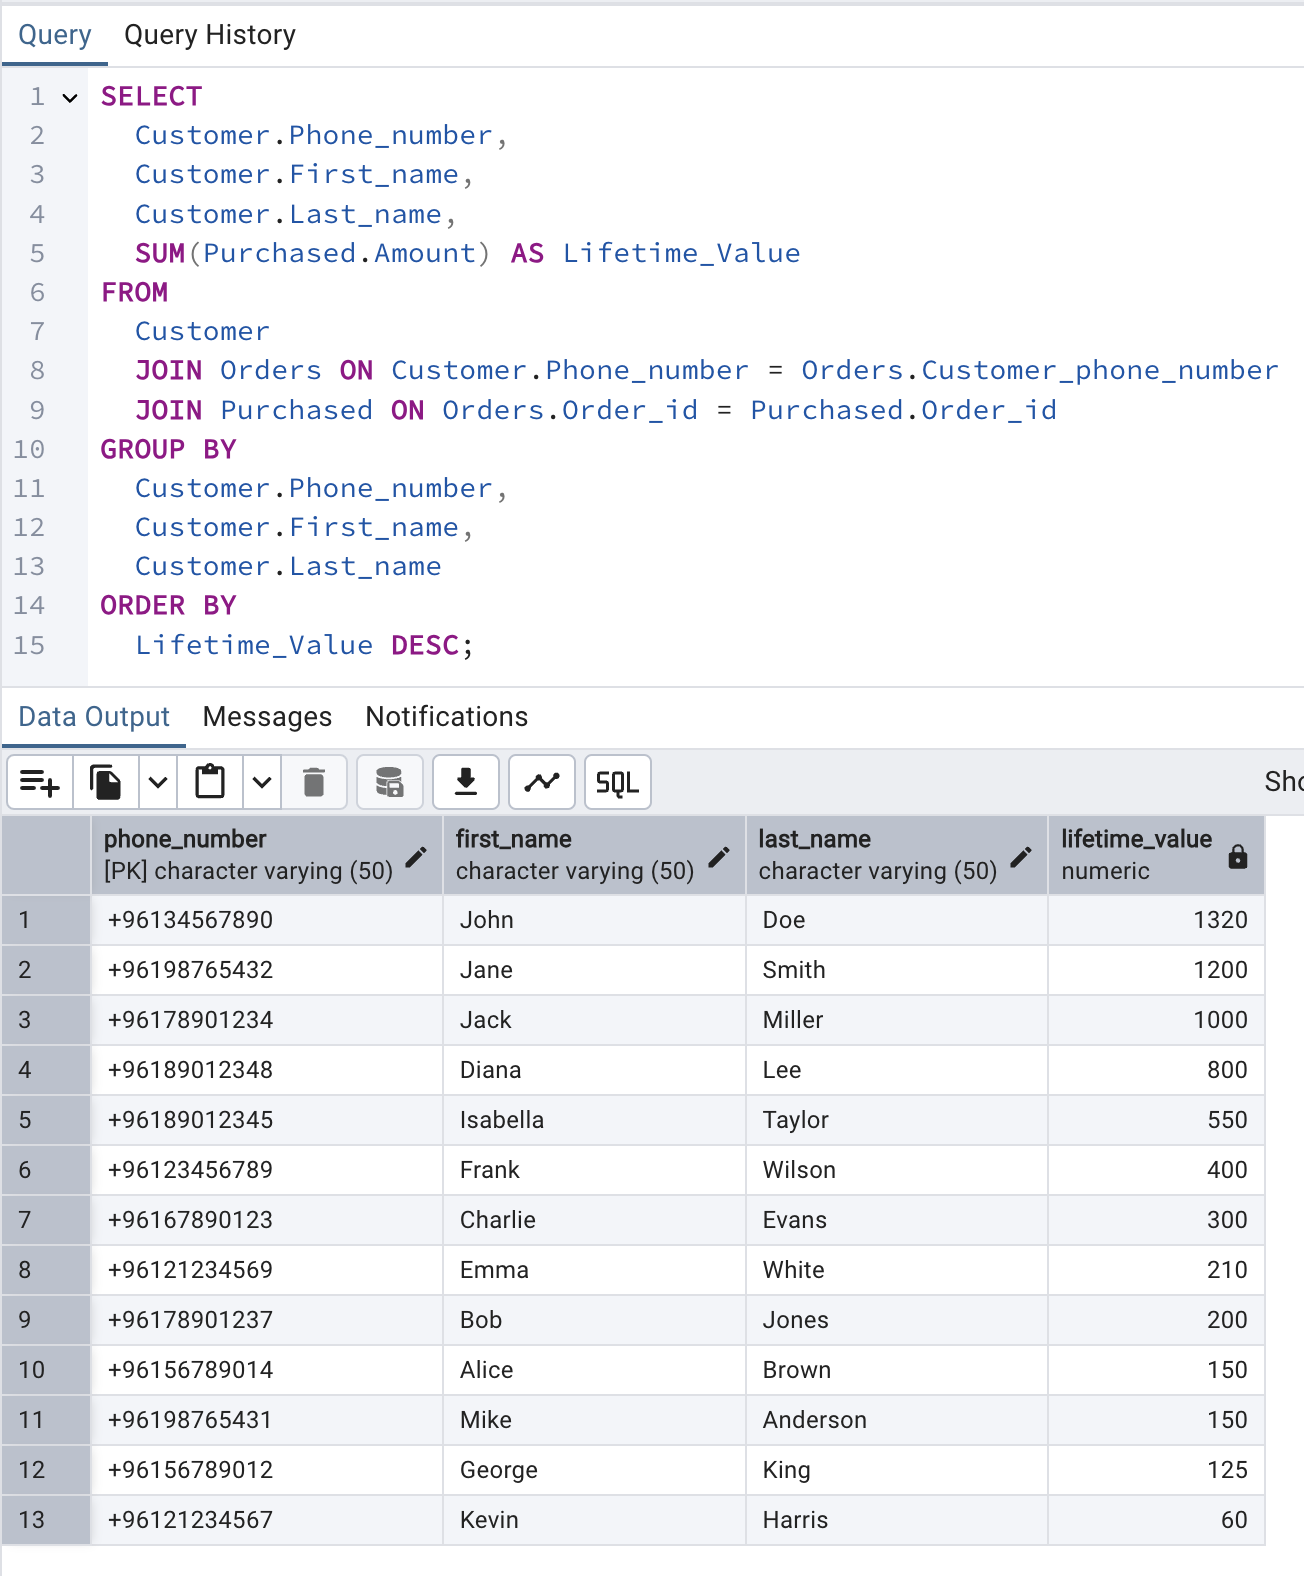 Query Query History
1 SELECT
2 Customer.Phone_number,
3 Customer.First_name,
4 Customer.Last_name,
5 SUM(Purchased.Amount) AS Lifetime_Value
6 FROM
7 Customer
8 JOIN Orders ON Customer.Phone_number = Orders.Customer_phone_number
9 JOIN Purchased ON Orders.Order_id = Purchased.Order_id
10 GROUP BY
11 Customer.Phone_number,
12 Customer.First_name,
13 Customer.Last_name
14 ORDER BY
15 Lifetime_Value DESC;
Data Output Messages Notifications
SQL Sho
phone_number first_name last_name lifetime_value
[PK] character varying (50) character varying (50) character varying (50) numeric
1 +96134567890 John Doe 1320
2 +96198765432 Jane Smith 1200
3 +96178901234 Jack Miller 1000
4 +96189012348 Diana Lee 800
5 +96189012345 Isabella Taylor 550
6 +96123456789 Frank Wilson 400
7 +96167890123 Charlie Evans 300
8 +96121234569 Emma White 210
9 +96178901237 Bob Jones 200
10 +96156789014 Alice Brown 150
11 +96198765431 Mike Anderson 150
12 +96156789012 George King 125
13 +96121234567 Kevin Harris 60